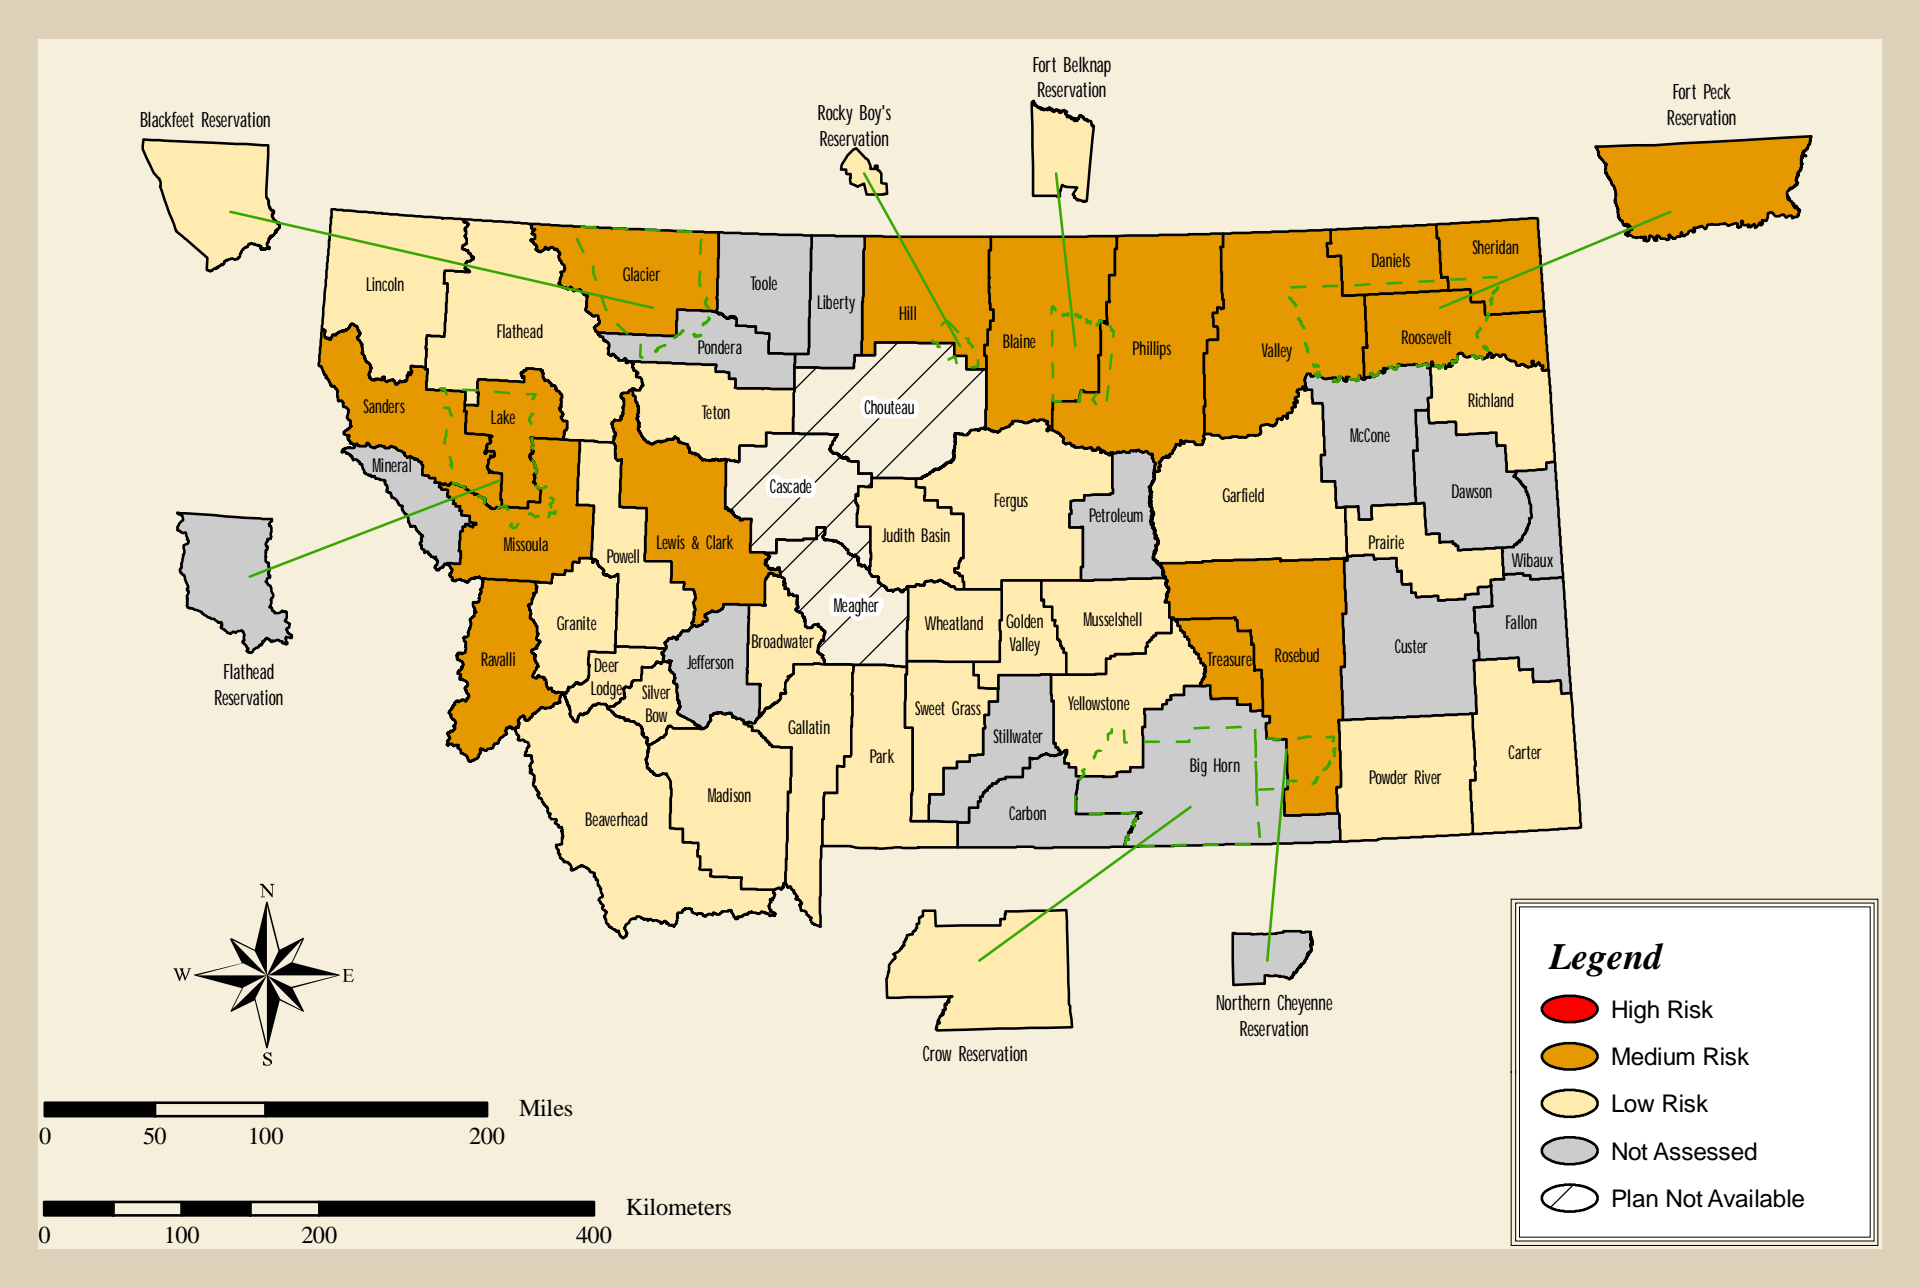 Fort Belknap
Reservation
Fort Peck
Reservation
Rocky Boy's
Reservation
Blackfeet Reservation
Sheridan
Daniels
Glacier
Toole
Lincoln
Liberty
Hill
Flathead
Roosevelt
Blaine
Pondera
Phillips
Valley
Richland
Sanders
Chouteau
Teton
Lake
McCone
Mineral
Cascade
Dawson
Garfield
Fergus
Petroleum
Judith Basin
Prairie
Lewis & Clark
Missoula
Powell
Wibaux
Meagher
Musselshell
Granite
Wheatland
Golden
Valley
Fallon
Broadwater
Custer
Rosebud
Treasure
Ravalli
Jefferson
Deer
Lodge
Flathead
Reservation
Silver
Bow
Yellowstone
Sweet Grass
Gallatin
Stillwater
Carter
Park
Big Horn
Powder River
Madison
Carbon
Beaverhead
N
W
E
S
Northern Cheyenne
Reservation
Crow Reservation
Legend
High Risk
Medium Risk
Low Risk
Not Assessed
Plan Not Available
Miles
0 50 100 200
Kilometers
0 100 200 400